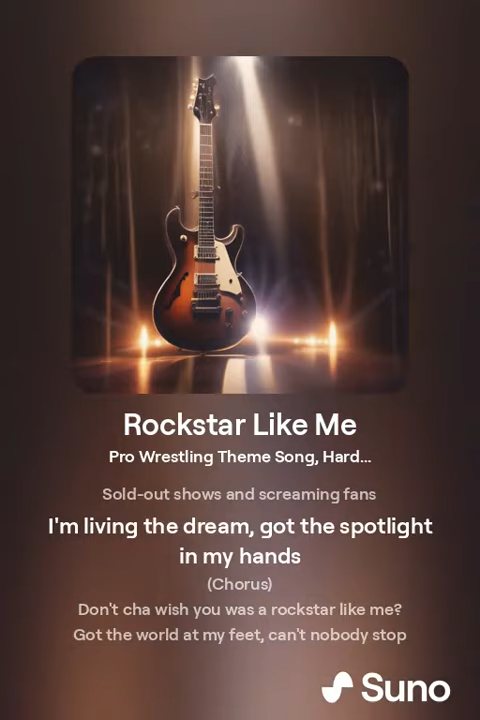 Rockstar Like Me
Pro Wrestling Theme Song, Hard...
Sold-out shows and screaming fans
I'm living the dream, got the spotlight
in my hands
(Chorus)
Don't cha wish you was a rockstar like me?
Got the world at my feet, can't nobody stop
Suno